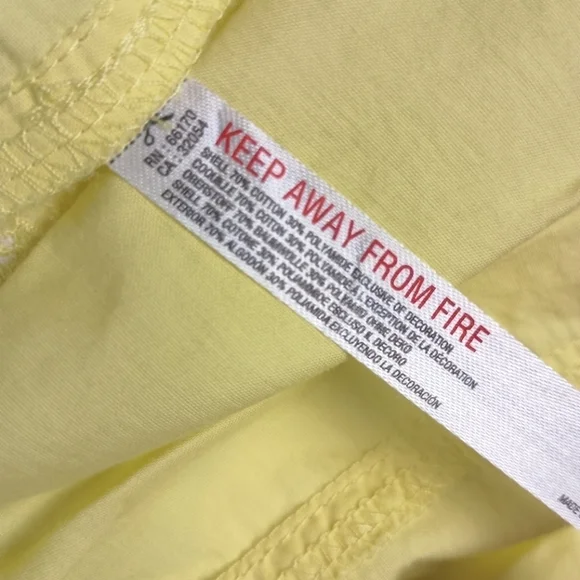 RN : 66170
CA : 32054
KEEP AWAY FROM FIRE
SHELL 70% COTTON 30% POLYAMIDE EXCLUSIVE OF DECORATION
COQUILLE 70% COTON 30% POLYAMIDE A L'EXCEPTION DE LA DÉCORATION
OBERSTOFF 70% BAUMWOLLE 30% POLYAMID OHNE DEKO
SHELL 70% COTONE 30% POLIAMMIDE ESCLUSO IL DECORO
EXTERIOR 70% ALGODÓN 30% POLIAMIDA EXCLUYENDO LA DECORACIÓN
MADE